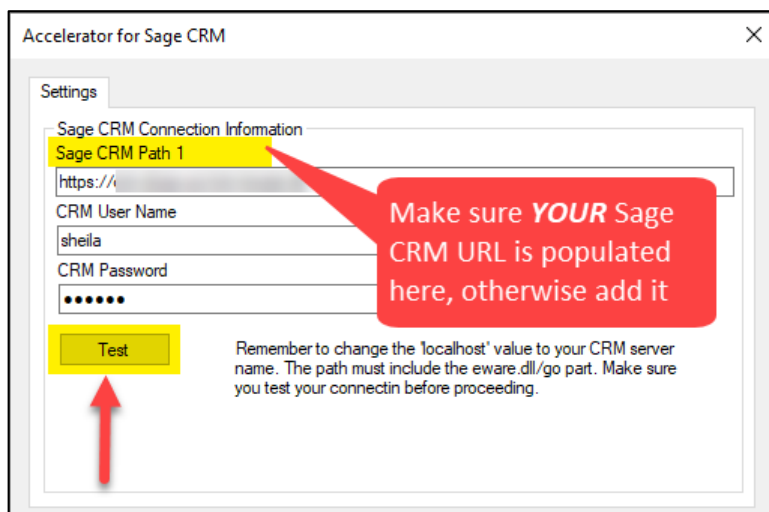 Accelerator for Sage CRM
Settings
Sage CRM Connection Information
Sage CRM Path 1
https://
CRM User Name
sheila
CRM Password
••••••
Make sure YOUR Sage
CRM URL is populated
here, otherwise add it
Test
Remember to change the 'localhost' value to your CRM server
name. The path must include the eware.dll/go part. Make sure
you test your connectin before proceeding.